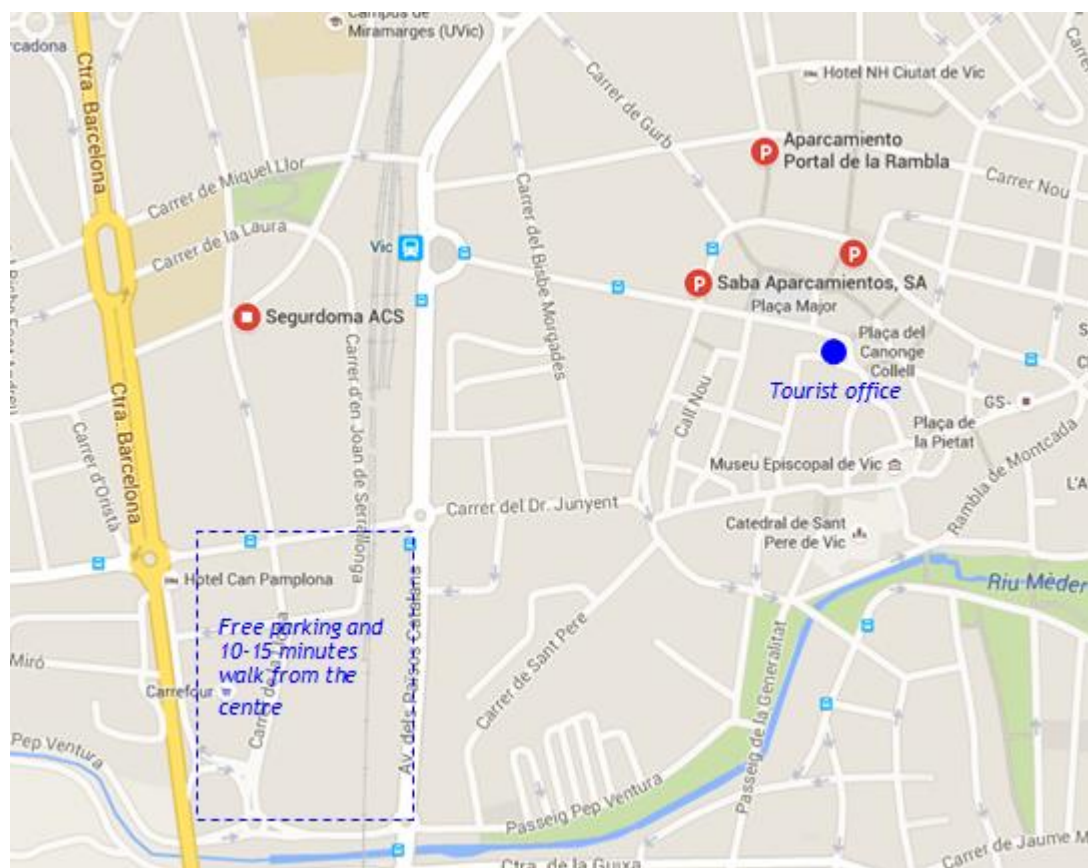 Campus de
Miramarges (UVic)
rcadona
Ctra. Barcelona
Hotel NH Ciutat de Vic
Carrer de Gurb
Aparcamiento
Portal de la Rambla
Carrer Nou
Carrer de Miquel Llor
Carrer de la Laura
Vic
Carrer del Bisbe Morgades
Saba Aparcamientos, SA
Plaça Major
Segurdoma ACS
Plaça del
Canonge
Collell
Tourist office
Carrer d'en Joan de Serrallonga
Call Nou
GS-
Plaça de
la Pietat
Ctra. Barcelona
Carrer d'Oristà
Museu Episcopal de Vic
Rambla de Montcada
L'A
Carrer del Dr. Junyent
Catedral de Sant
Pere de Vic
Hotel Can Pamplona
Riu Mèder
Free parking and
10-15 minutes
walk from the
centre
Av. dels Països Catalans
Miró
Carrefour
Carrer de Sant Pere
Passeig de la Generalitat
Pep Ventura
Passeig Pep Ventura
Ctra. de la Guixa
Carrer de Jaume M